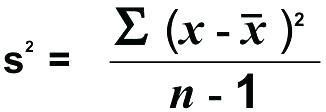 s² = Σ (x - x̄ )²
n - 1